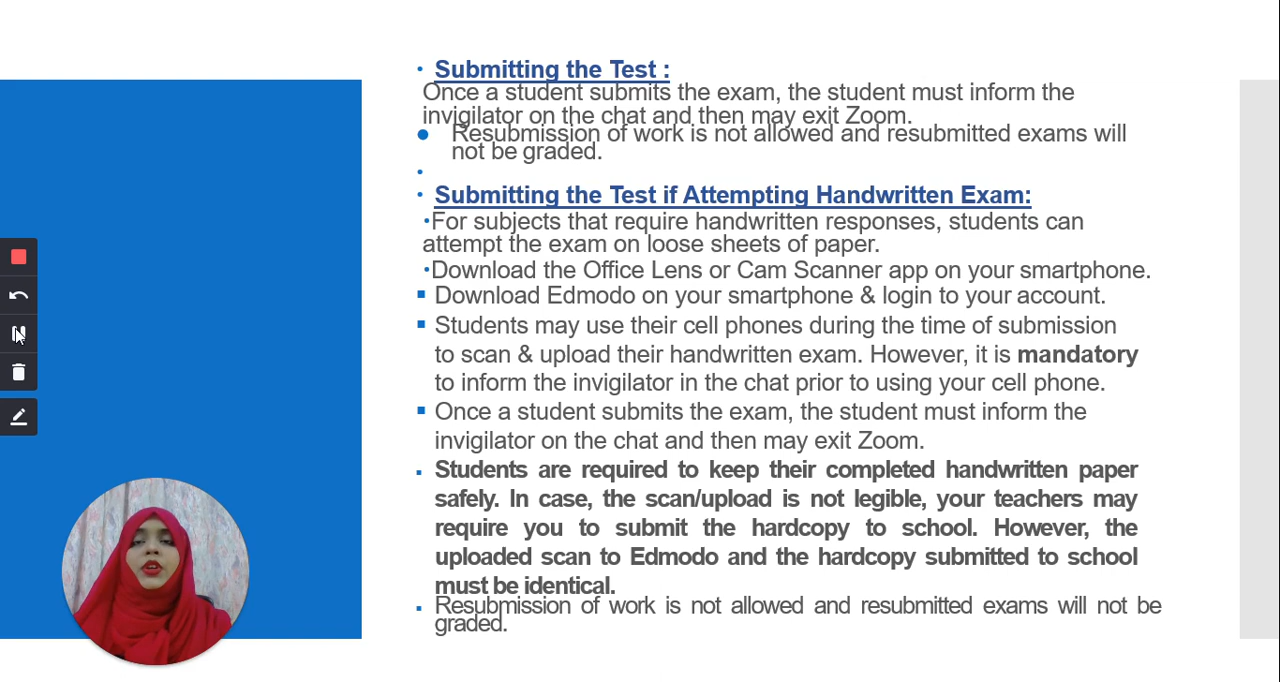 • Submitting the Test :
Once a student submits the exam, the student must inform the
invigilator on the chat and then may exit Zoom.
● Resubmission of work is not allowed and resubmitted exams will
not be graded.
•
• Submitting the Test if Attempting Handwritten Exam:
•For subjects that require handwritten responses, students can
attempt the exam on loose sheets of paper.
•Download the Office Lens or Cam Scanner app on your smartphone.
▪ Download Edmodo on your smartphone & login to your account.
▪ Students may use their cell phones during the time of submission
to scan & upload their handwritten exam. However, it is mandatory
to inform the invigilator in the chat prior to using your cell phone.
▪ Once a student submits the exam, the student must inform the
invigilator on the chat and then may exit Zoom.
▪ Students are required to keep their completed handwritten paper
safely. In case, the scan/upload is not legible, your teachers may
require you to submit the hardcopy to school. However, the
uploaded scan to Edmodo and the hardcopy submitted to school
must be identical.
▪ Resubmission of work is not allowed and resubmitted exams will not be
graded.